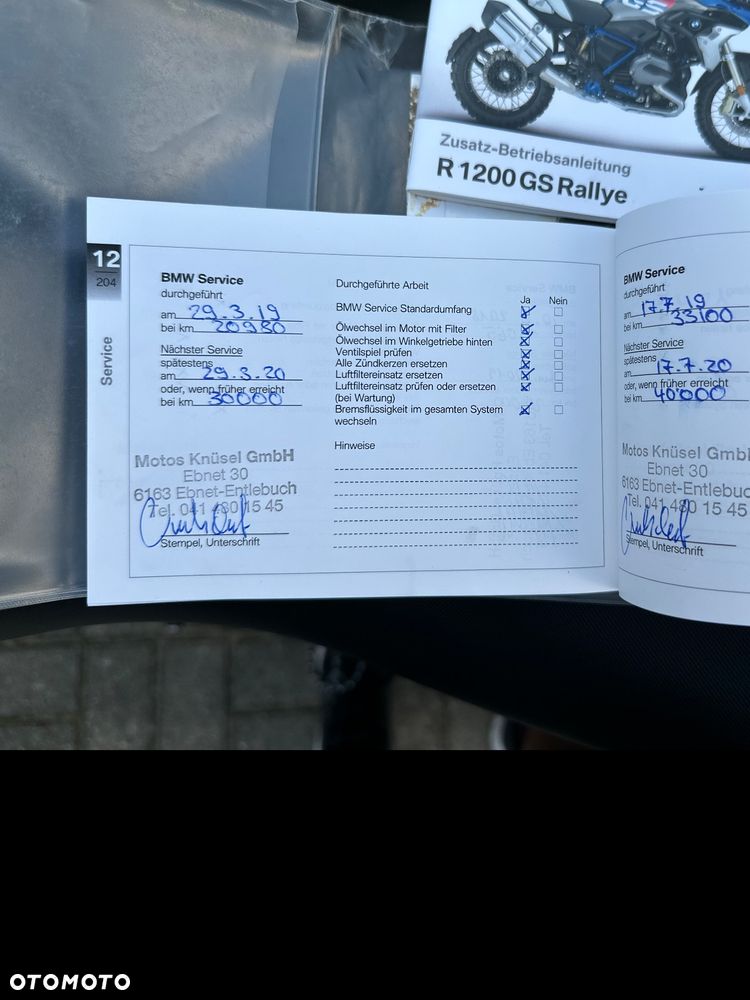 GS
Zusatz-Betriebsanleitung
R 1200 GS Rallye
12
204
Service
BMW Service
durchgeführt
am 29.3.19
bei km 20980
Nächster Service
spätestens
am 29.3.20
oder, wenn früher erreicht
bei km 30000
Motos Knüsel GmbH
Ebnet 30
6163 Ebnet-Entlebuch
Tel. 041 480 15 45
Stempel, Unterschrift
Durchgeführte Arbeit
Ja Nein
BMW Service Standardumfang
Ölwechsel im Motor mit Filter
Ölwechsel im Winkelgetriebe hinten
Ventilspiel prüfen
Alle Zündkerzen ersetzen
Luftfiltereinsatz ersetzen
Luftfiltereinsatz prüfen oder ersetzen
(bei Wartung)
Bremsflüssigkeit im gesamten System
wechseln
Hinweise
BMW Service
durchgeführt
am 17.7.19
bei km 33100
Nächster Service
spätestens
am 17.7.20
oder, wenn früher erreicht
bei km 40'000
Motos Knüsel GmbH
Ebnet 30
6163 Ebnet-Entlebuc
Tel. 041 480 15 45
Stempel, Unterschrift
OTOMOTO